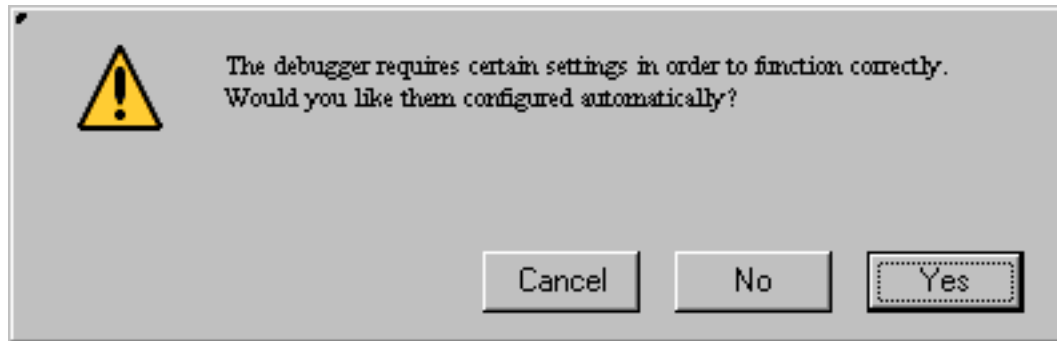 The debugger requires certain settings in order to function correctly.
Would you like them configured automatically?
Cancel
No
Yes